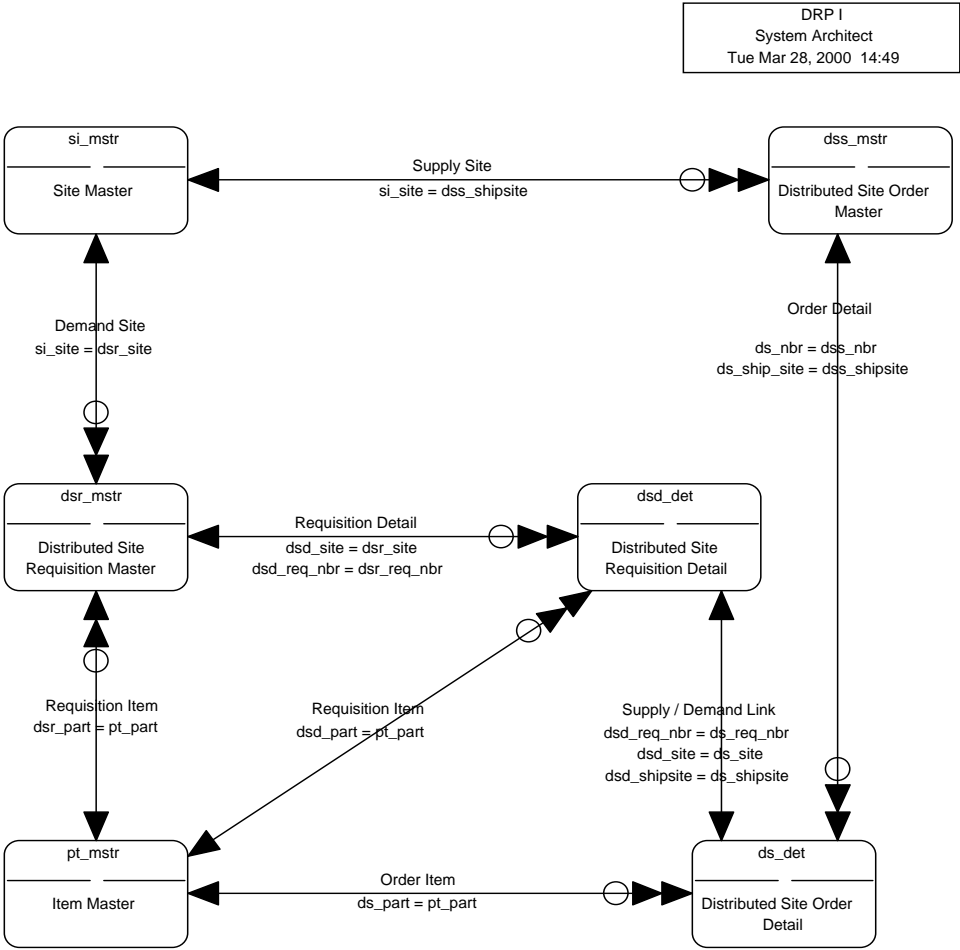 DRP I
System Architect
Tue Mar 28, 2000 14:49
si_mstr
Site Master
Supply Site
si_site = dss_shipsite
dss_mstr
Distributed Site Order
Master
Demand Site
si_site = dsr_site
Order Detail
ds_nbr = dss_nbr
ds_ship_site = dss_shipsite
dsr_mstr
Distributed Site
Requisition Master
Requisition Detail
dsd_site = dsr_site
dsd_req_nbr = dsr_req_nbr
dsd_det
Distributed Site
Requisition Detail
Requisition Item
dsr_part = pt_part
Requisition Item
dsd_part = pt_part
Supply / Demand Link
dsd_req_nbr = ds_req_nbr
dsd_site = ds_site
dsd_shipsite = ds_shipsite
pt_mstr
Item Master
Order Item
ds_part = pt_part
ds_det
Distributed Site Order
Detail